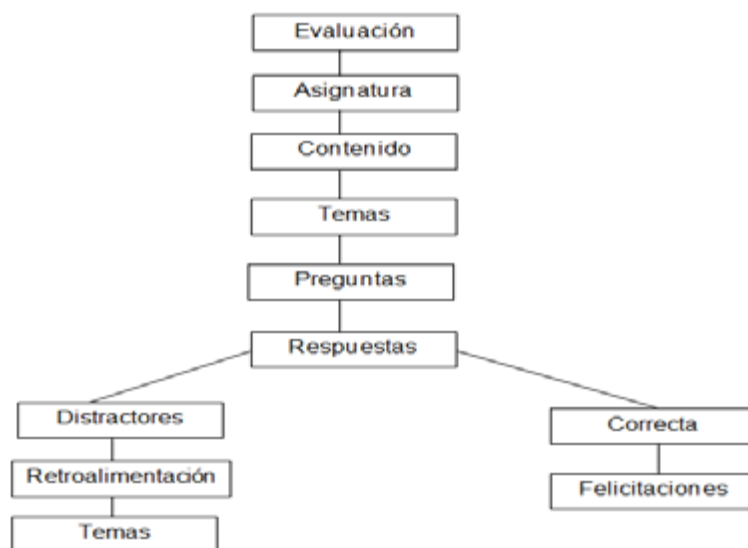 Evaluación
Asignatura
Contenido
Temas
Preguntas
Respuestas
Distractores
Correcta
Retroalimentación
Felicitaciones
Temas